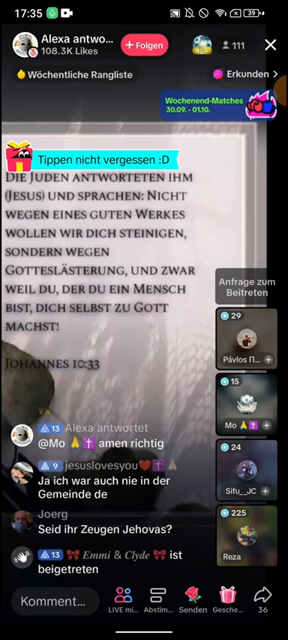 17:35
39
Alexa antwo...
108.3K Likes
+ Folgen
111
Wöchentliche Rangliste
Erkunden >
Wochenend-Matches
30.09. - 01.10.
Tippen nicht vergessen :D
DIE JUDEN ANTWORTETEN IHM
(JESUS) UND SPRACHEN: NICHT
WEGEN EINES GUTEN WERKES
WOLLEN WIR DICH STEINIGEN,
SONDERN WEGEN
GOTTESLÄSTERUNG, UND ZWAR
WEIL DU, DER DU EIN MENSCH
BIST, DICH SELBST ZU GOTT
MACHST!
JOHANNES 10:33
Anfrage zum
Beitreten
29
Pávlos Π...
15
Mo 🙏✝️
24
Sifu_JC
225
Reza
13 Alexa antwortet
@Mo 🙏✝️ amen richtig
9 jesuslovesyou❤️✝️🙏
Ja ich war auch nie in der
Gemeinde de
Joerg
Seid ihr Zeugen Jehovas?
13 🎀 Emmi & Clyde 🎀 ist
beigetreten
Komment...
LIVE mi...
Abstim...
Senden
Gesche...
36